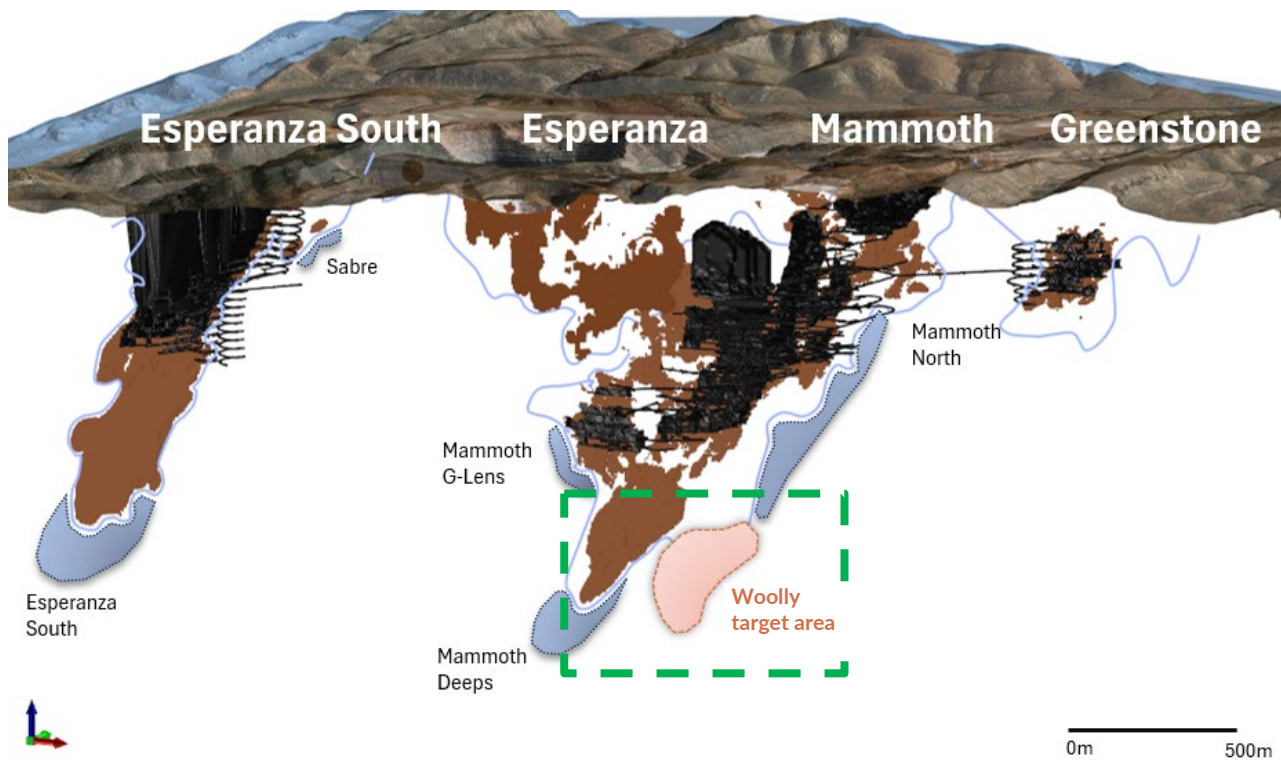 Esperanza South
Esperanza
Mammoth
Greenstone
Sabre
Mammoth
North
Mammoth
G-Lens
Woolly
target area
Esperanza
South
Mammoth
Deeps
0m
500m